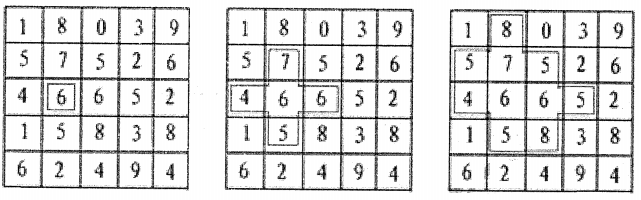 1 8 0 3 9 1 8 0 3 9 1 8 0 3 9
5 7 5 2 6 5 7 5 2 6 5 7 5 2 6
4 6 6 5 2 4 6 6 5 2 4 6 6 5 2
1 5 8 3 8 1 5 8 3 8 1 5 8 3 8
6 2 4 9 4 6 2 4 9 4 6 2 4 9 4